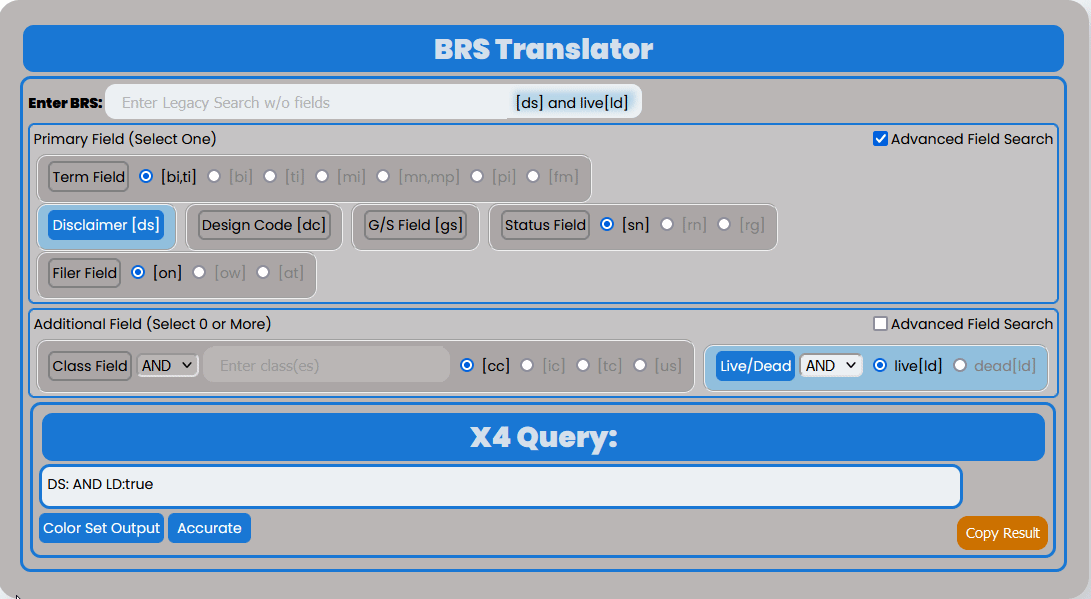 BRS Translator
Enter BRS: Enter Legacy Search w/o fields [ds] and live[ld]
Primary Field (Select One) Advanced Field Search
Term Field [bi,ti] [bi] [ti] [mi] [mn,mp] [pi] [fm]
Disclaimer [ds] Design Code [dc] G/S Field [gs] Status Field [sn] [rn] [rg]
Filer Field [on] [ow] [at]
Additional Field (Select 0 or More) Advanced Field Search
Class Field AND Enter class(es) [cc] [ic] [tc] [us] Live/Dead AND live[ld] dead[ld]
X4 Query:
DS: AND LD:true
Color Set Output Accurate Copy Result